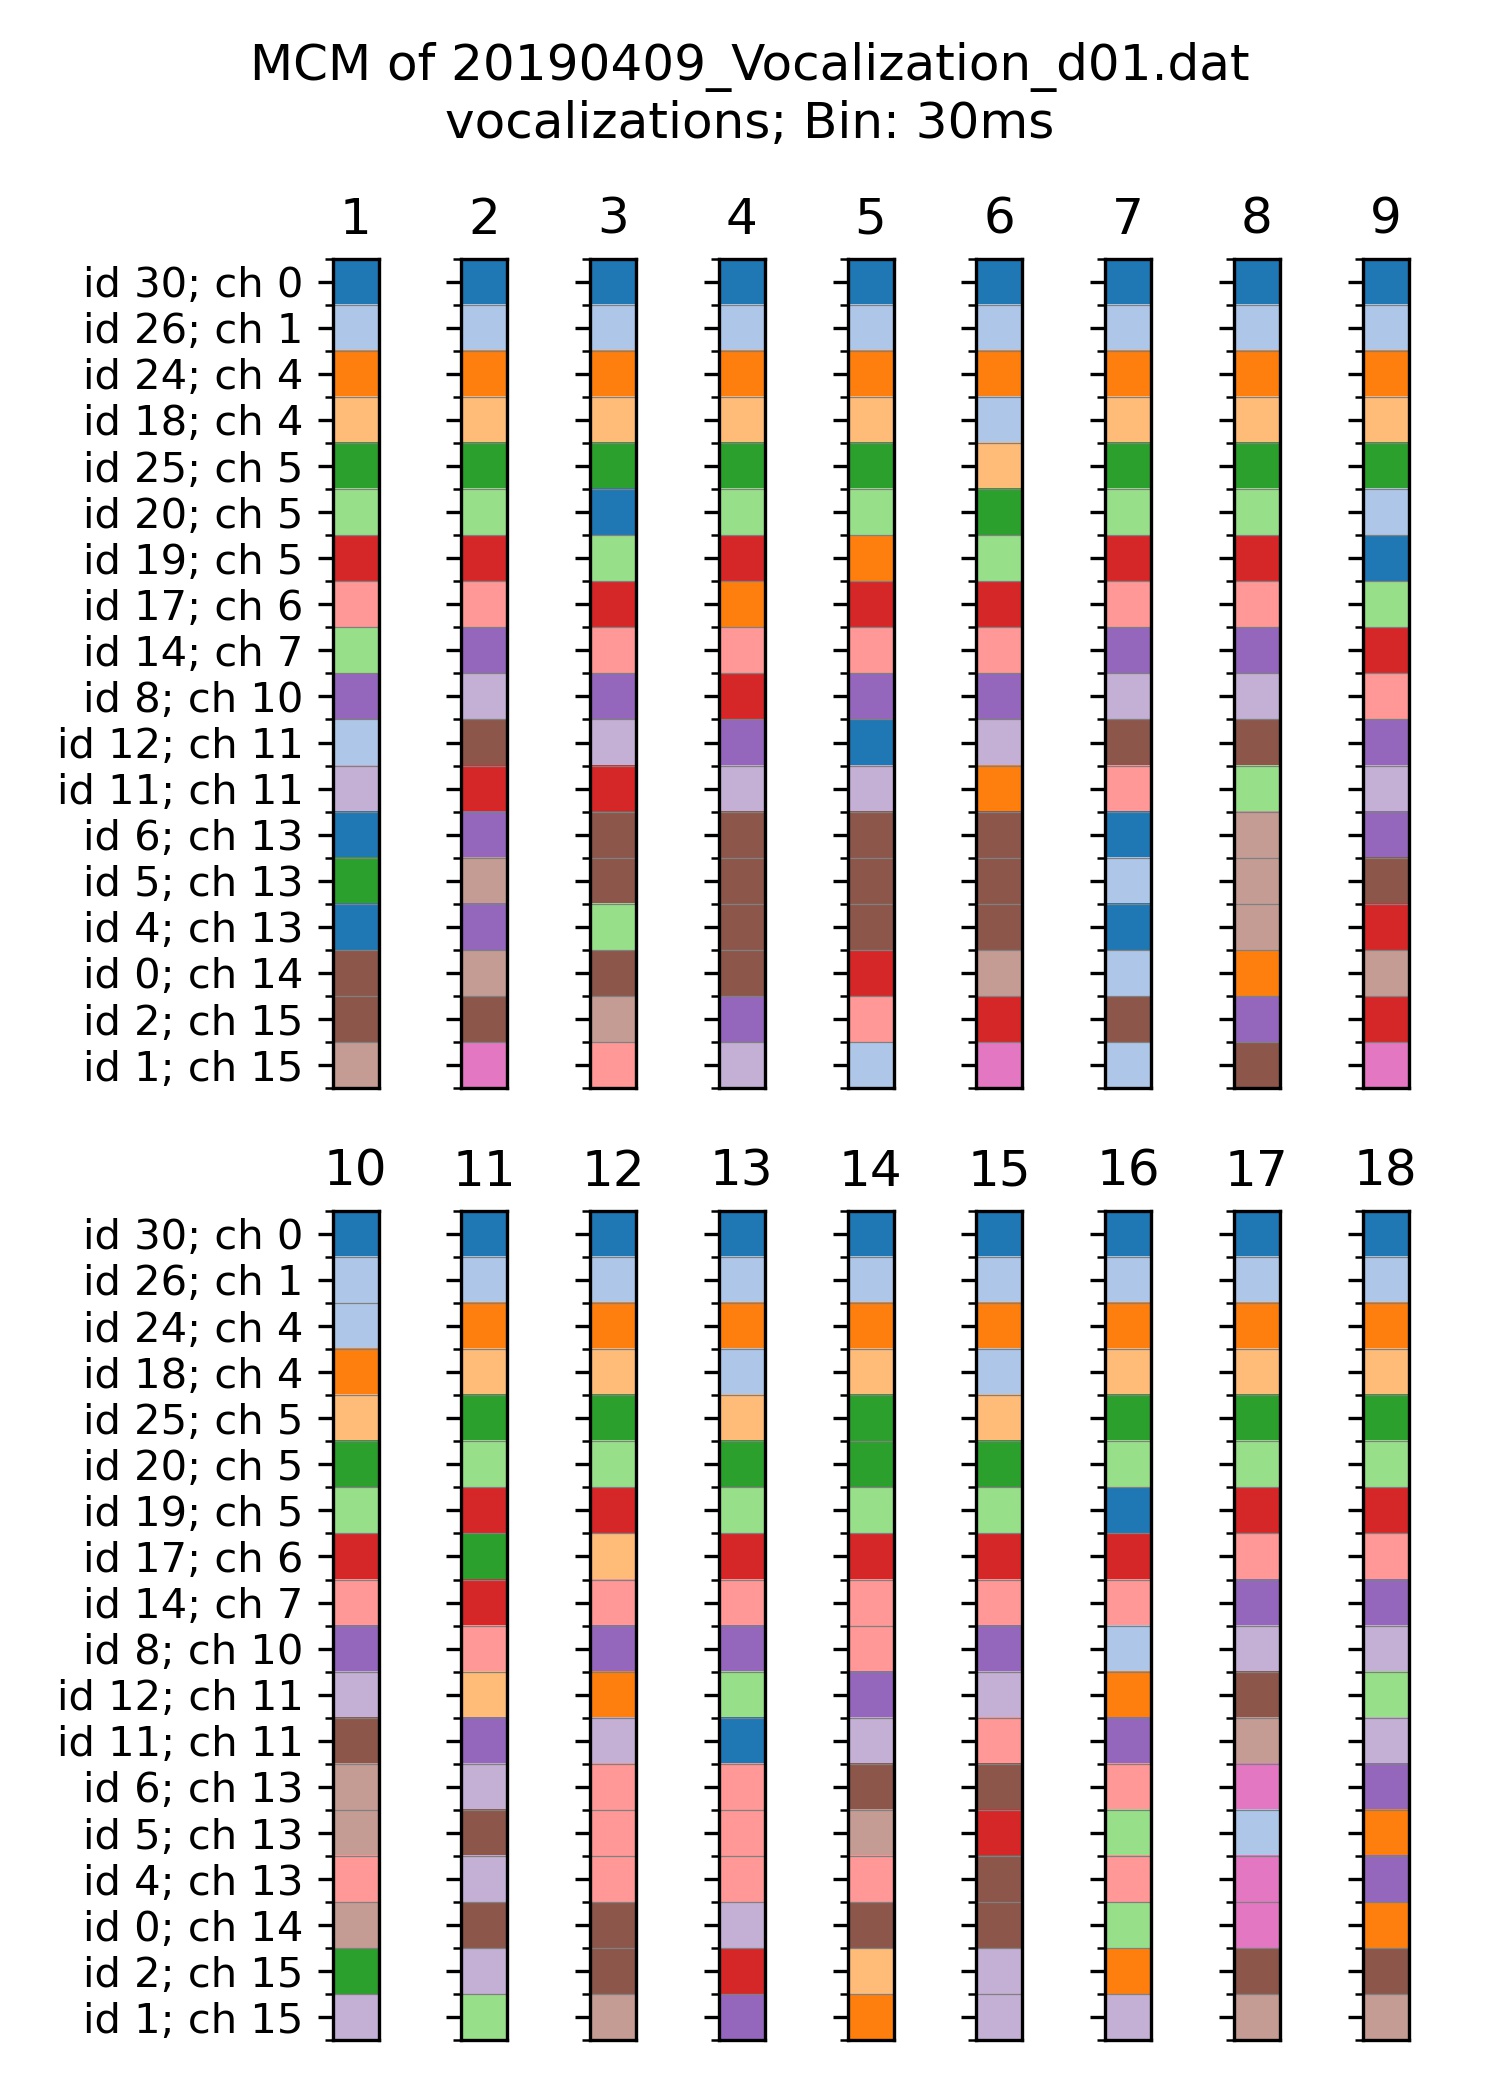 MCM of 20190409_Vocalization_d01.dat
vocalizations; Bin: 30ms
1 2 3 4 5 6 7 8 9
id 30; ch 0
id 26; ch 1
id 24; ch 4
id 18; ch 4
id 25; ch 5
id 20; ch 5
id 19; ch 5
id 17; ch 6
id 14; ch 7
id 8; ch 10
id 12; ch 11
id 11; ch 11
id 6; ch 13
id 5; ch 13
id 4; ch 13
id 0; ch 14
id 2; ch 15
id 1; ch 15
10 11 12 13 14 15 16 17 18
id 30; ch 0
id 26; ch 1
id 24; ch 4
id 18; ch 4
id 25; ch 5
id 20; ch 5
id 19; ch 5
id 17; ch 6
id 14; ch 7
id 8; ch 10
id 12; ch 11
id 11; ch 11
id 6; ch 13
id 5; ch 13
id 4; ch 13
id 0; ch 14
id 2; ch 15
id 1; ch 15